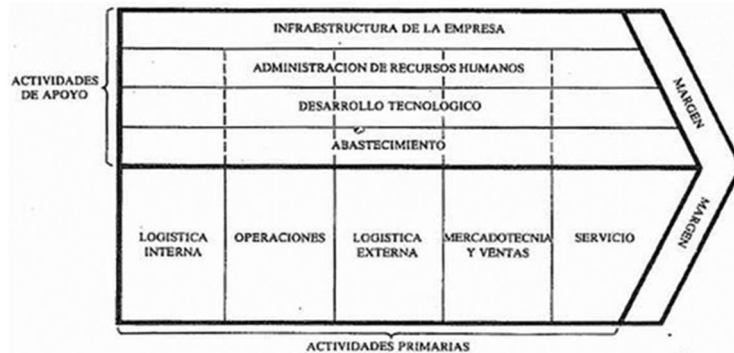 INFRAESTRUCTURA DE LA EMPRESA
ACTIVIDADES
DE APOYO
ADMINISTRACION DE RECURSOS HUMANOS
DESARROLLO TECNOLOGICO
ABASTECIMIENTO
MARGEN
LOGISTICA
INTERNA
OPERACIONES
LOGISTICA
EXTERNA
MERCADOTECNIA
Y VENTAS
SERVICIO
MARGEN
ACTIVIDADES PRIMARIAS